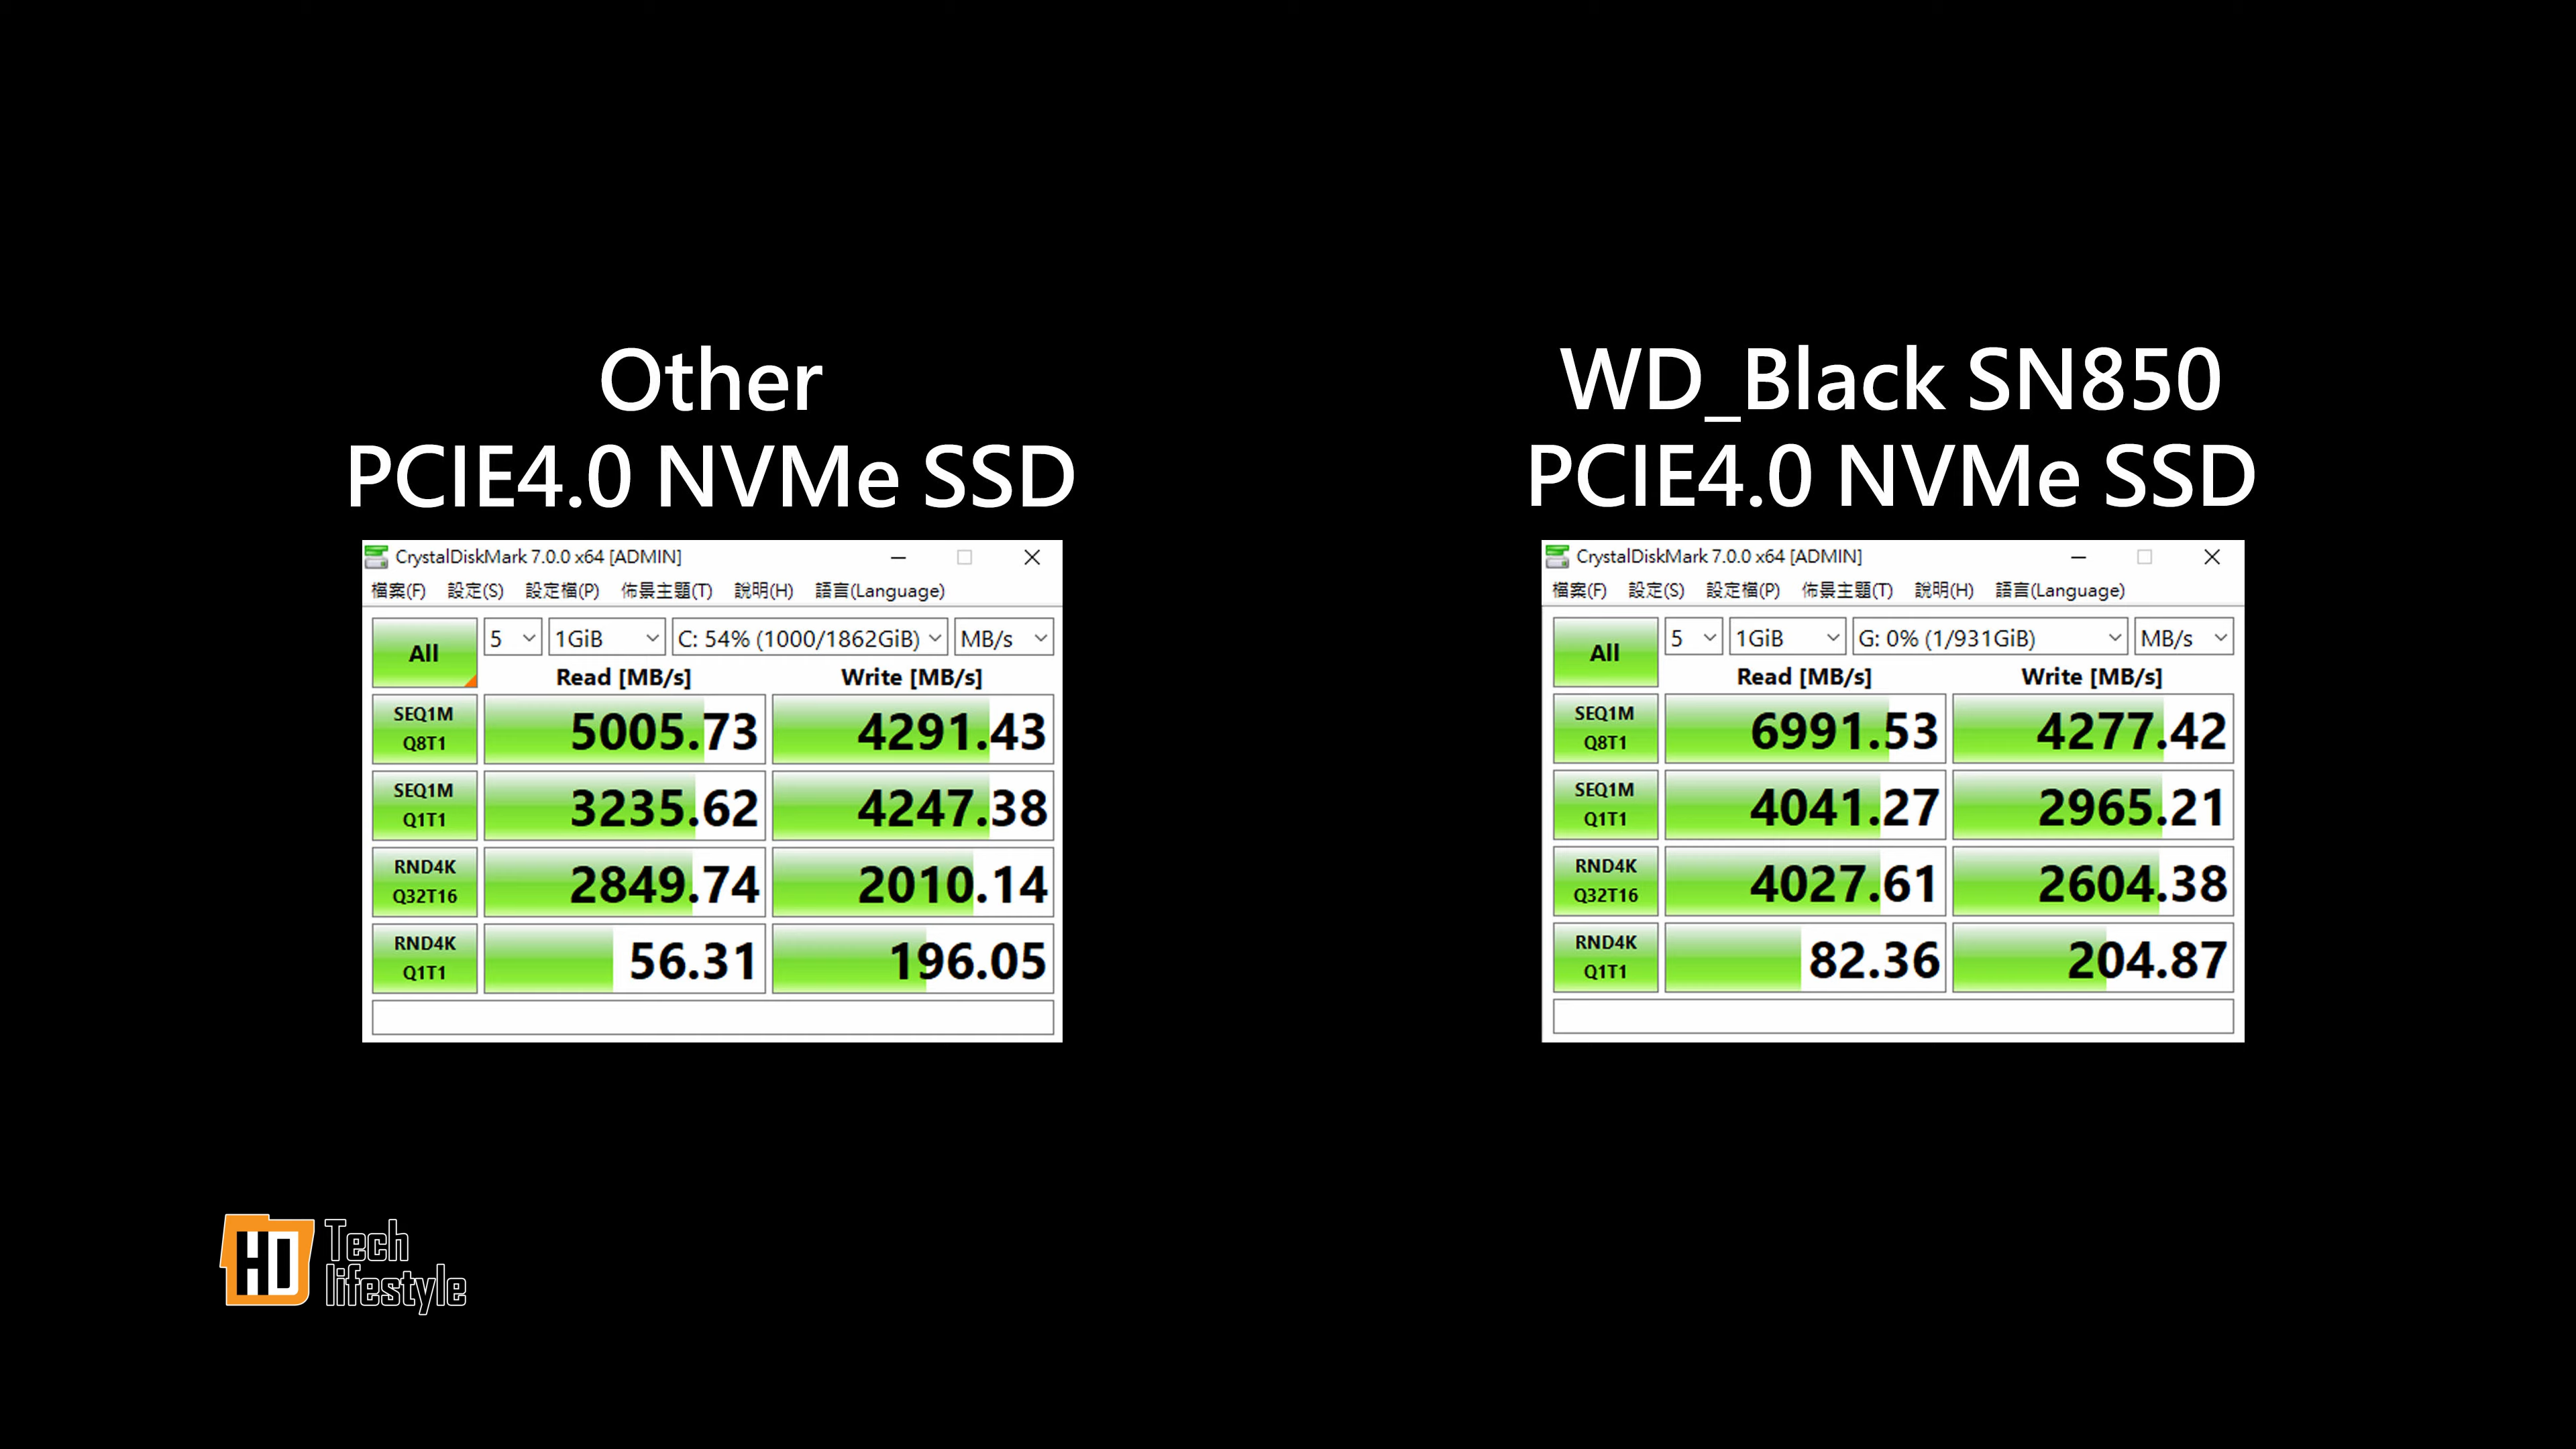 Other
PCIE4.0 NVMe SSD
CrystalDiskMark 7.0.0 x64 [ADMIN]
檔案(F) 設定(S) 設定檔(P) 佈景主題(T) 說明(H) 語言(Language)
All 5 1GiB C: 54% (1000/1862GiB) MB/s
Read [MB/s] Write [MB/s]
SEQ1M
Q8T1
5005.73 4291.43
SEQ1M
Q1T1
3235.62 4247.38
RND4K
Q32T16
2849.74 2010.14
RND4K
Q1T1
56.31 196.05
WD_Black SN850
PCIE4.0 NVMe SSD
CrystalDiskMark 7.0.0 x64 [ADMIN]
檔案(F) 設定(S) 設定檔(P) 佈景主題(T) 說明(H) 語言(Language)
All 5 1GiB G: 0% (1/931GiB) MB/s
Read [MB/s] Write [MB/s]
SEQ1M
Q8T1
6991.53 4277.42
SEQ1M
Q1T1
4041.27 2965.21
RND4K
Q32T16
4027.61 2604.38
RND4K
Q1T1
82.36 204.87
HD Tech
lifestyle